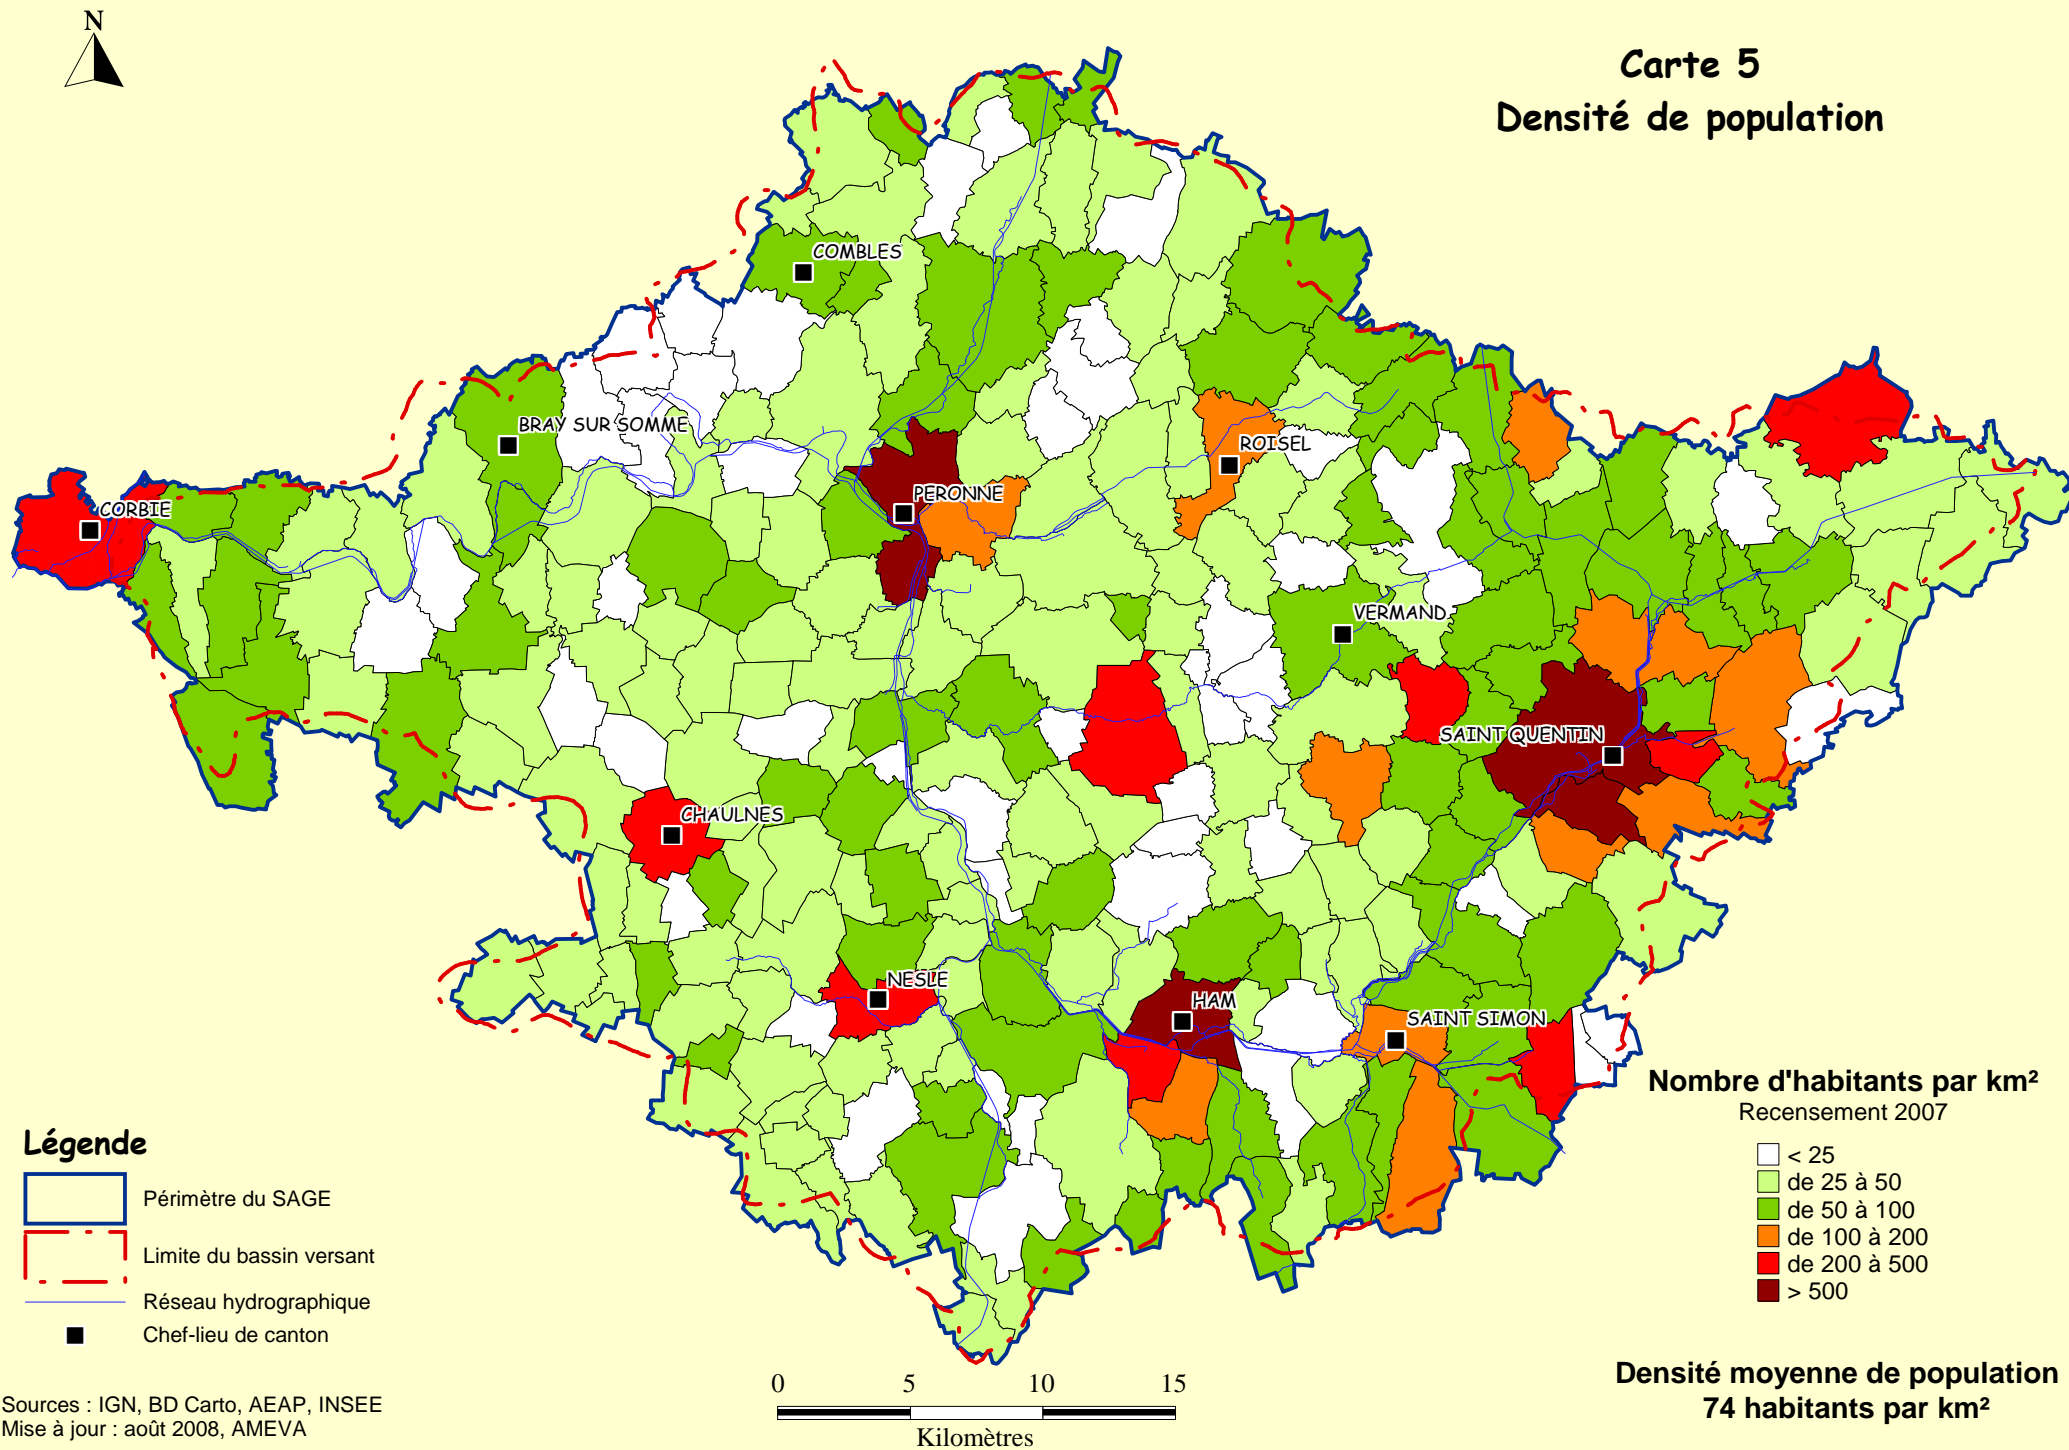 N
Carte 5
Densité de population
COMBLES
BRAY SUR SOMME
ROISEL
PERONNE
CORBIE
VERMAND
SAINT QUENTIN
CHAULNES
NESLE
HAM
SAINT SIMON
Nombre d'habitants par km²
Recensement 2007
< 25
de 25 à 50
de 50 à 100
de 100 à 200
de 200 à 500
> 500
Légende
Périmètre du SAGE
Limite du bassin versant
Réseau hydrographique
Chef-lieu de canton
Densité moyenne de population
74 habitants par km²
0 5 10 15
Kilomètres
Sources : IGN, BD Carto, AEAP, INSEE
Mise à jour : août 2008, AMEVA